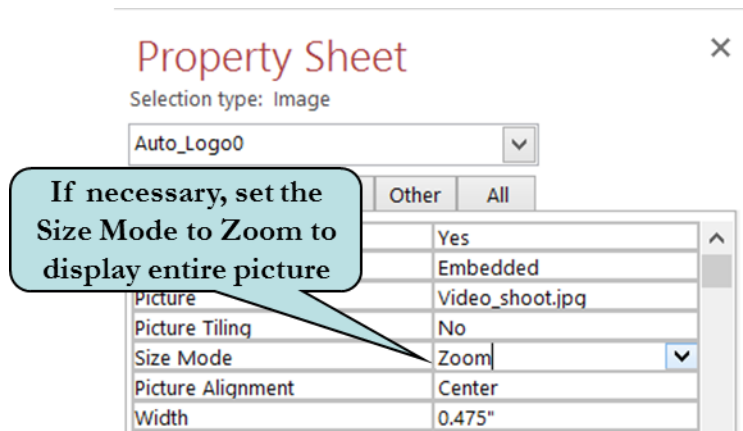 Property Sheet
Selection type: Image
Auto_Logo0
If necessary, set the
Size Mode to Zoom to
display entire picture
Other All
Yes
Embedded
Picture Video_shoot.jpg
Picture Tiling No
Size Mode Zoom
Picture Alignment Center
Width 0.475"